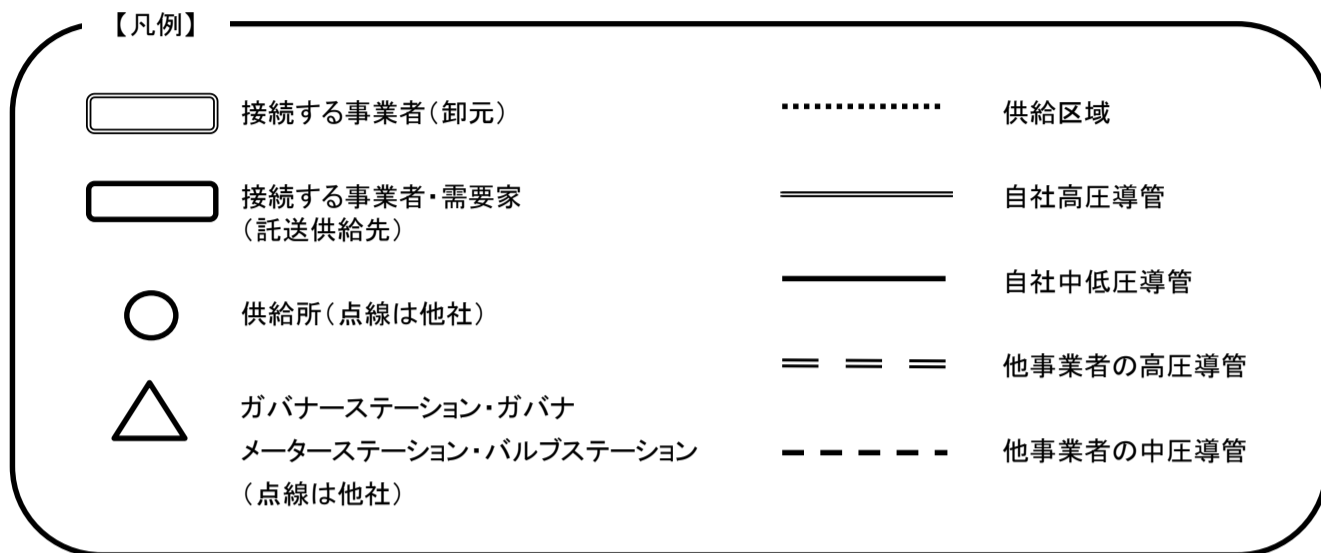 【凡例】
接続する事業者(卸元)
接続する事業者・需要家
(託送供給先)
供給所(点線は他社)
ガバナーステーション・ガバナ
メーターステーション・バルブステーション
(点線は他社)
供給区域
自社高圧導管
自社中低圧導管
他事業者の高圧導管
他事業者の中圧導管